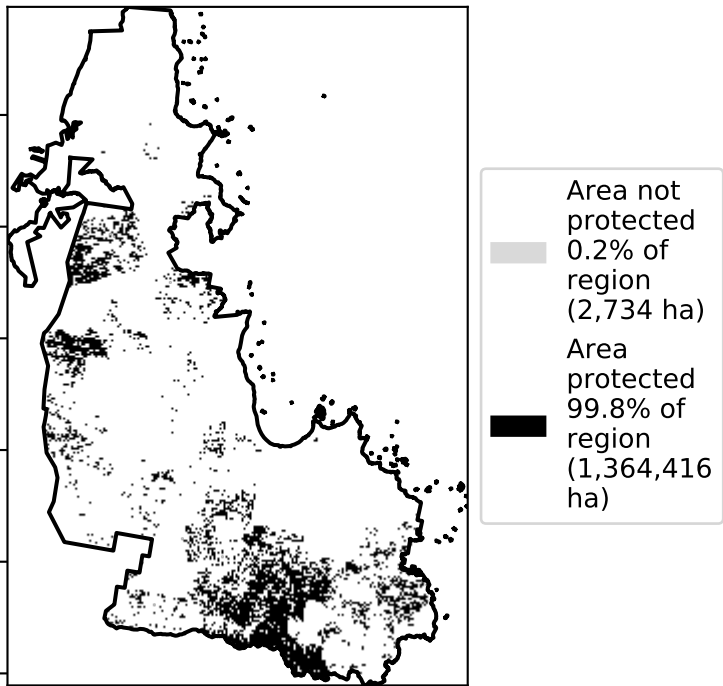 Area not
protected
0.2% of
region
(2,734 ha)
Area
protected
99.8% of
region
(1,364,416
ha)